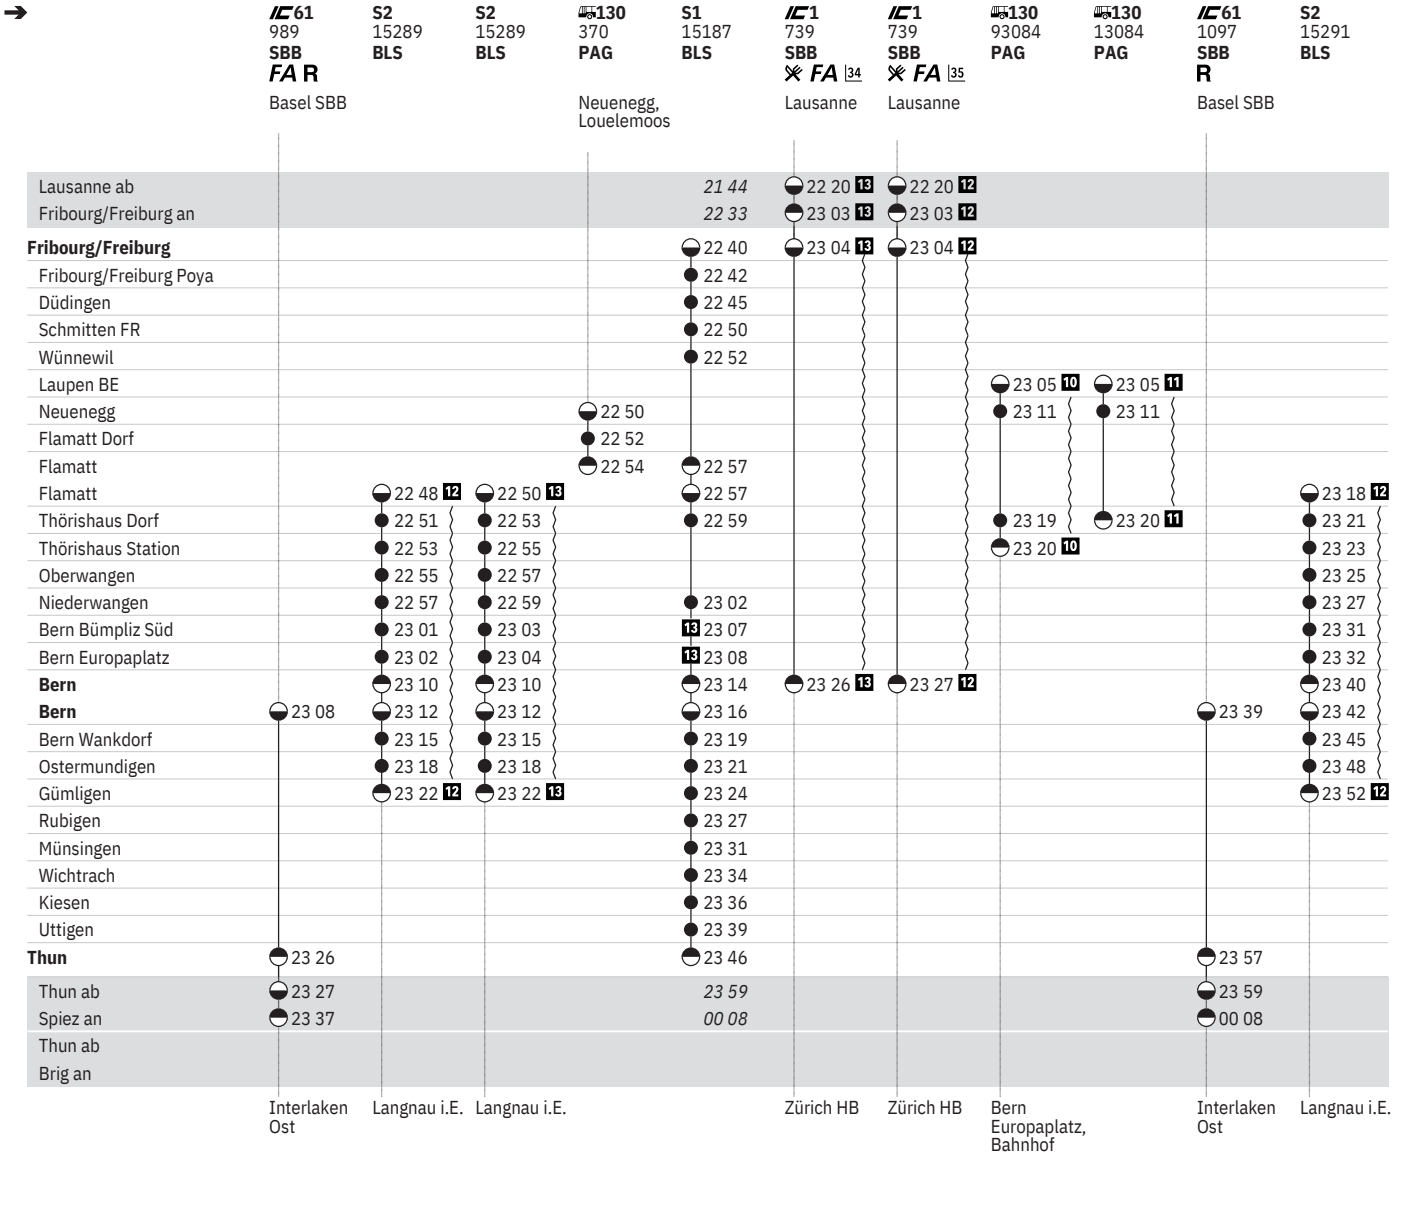 ➔ IC61 S2 S2 130 S1 IC1 IC1 130 130 IC61 S2
989 15289 15289 370 15187 739 739 93084 13084 1097 15291
SBB BLS BLS PAG BLS SBB SBB PAG PAG SBB BLS
FA R FA 34 FA 35 R
Basel SBB Neuenegg, Lausanne Lausanne Basel SBB
Louelemoos
Lausanne ab 21 44 22 20 13 22 20 12
Fribourg/Freiburg an 22 33 23 03 13 23 03 12
Fribourg/Freiburg 22 40 23 04 13 23 04 12
Fribourg/Freiburg Poya 22 42
Düdingen 22 45
Schmitten FR 22 50
Wünnewil 22 52
Laupen BE 23 05 10 23 05 11
Neuenegg 22 50 23 11 23 11
Flamatt Dorf 22 52
Flamatt 22 54 22 57
Flamatt 22 48 12 22 50 13 22 57 23 18 12
Thörishaus Dorf 22 51 22 53 22 59 23 19 23 20 11 23 21
Thörishaus Station 22 53 22 55 23 20 10 23 23
Oberwangen 22 55 22 57 23 25
Niederwangen 22 57 22 59 23 02 23 27
Bern Bümpliz Süd 23 01 23 03 13 23 07 23 31
Bern Europaplatz 23 02 23 04 13 23 08 23 32
Bern 23 10 23 10 23 14 23 26 13 23 27 12 23 40
Bern 23 08 23 12 23 12 23 16 23 39 23 42
Bern Wankdorf 23 15 23 15 23 19 23 45
Ostermundigen 23 18 23 18 23 21 23 48
Gümligen 23 22 12 23 22 13 23 24 23 52 12
Rubigen 23 27
Münsingen 23 31
Wichtrach 23 34
Kiesen 23 36
Uttigen 23 39
Thun 23 26 23 46 23 57
Thun ab 23 27 23 59 23 59
Spiez an 23 37 00 08 00 08
Thun ab
Brig an
Interlaken Langnau i.E. Langnau i.E. Zürich HB Zürich HB Bern Interlaken Langnau i.E.
Ost Europaplatz, Ost
Bahnhof